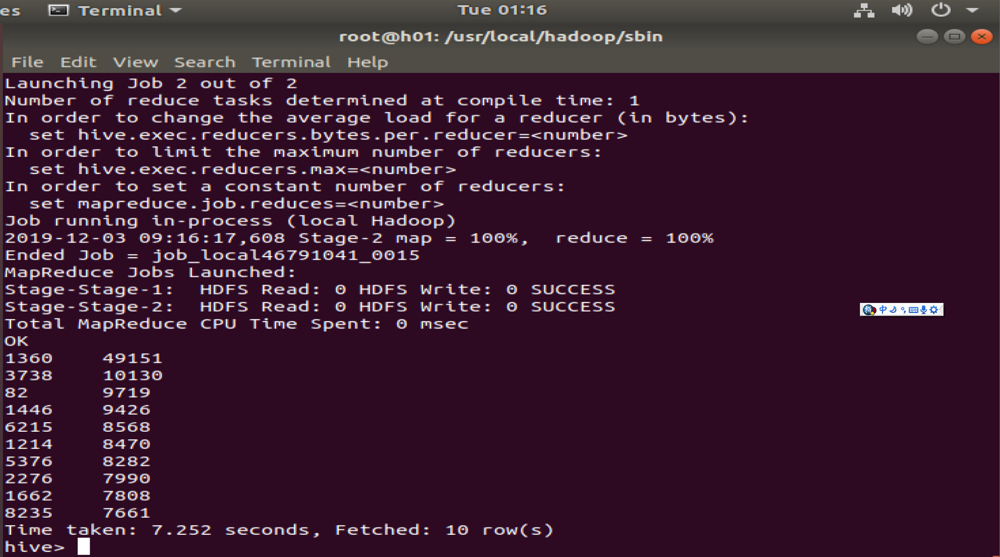 es Terminal Tue 01:16
root@h01: /usr/local/hadoop/sbin
File Edit View Search Terminal Help
Launching Job 2 out of 2
Number of reduce tasks determined at compile time: 1
In order to change the average load for a reducer (in bytes):
  set hive.exec.reducers.bytes.per.reducer=<number>
In order to limit the maximum number of reducers:
  set hive.exec.reducers.max=<number>
In order to set a constant number of reducers:
  set mapreduce.job.reduces=<number>
Job running in-process (local Hadoop)
2019-12-03 09:16:17,608 Stage-2 map = 100%,  reduce = 100%
Ended Job = job_local46791041_0015
MapReduce Jobs Launched:
Stage-Stage-1:  HDFS Read: 0 HDFS Write: 0 SUCCESS
Stage-Stage-2:  HDFS Read: 0 HDFS Write: 0 SUCCESS
中
Total MapReduce CPU Time Spent: 0 msec
OK
1360    49151
3738    10130
82      9719
1446    9426
6215    8568
1214    8470
5376    8282
2276    7990
1662    7808
8235    7661
Time taken: 7.252 seconds, Fetched: 10 row(s)
hive>